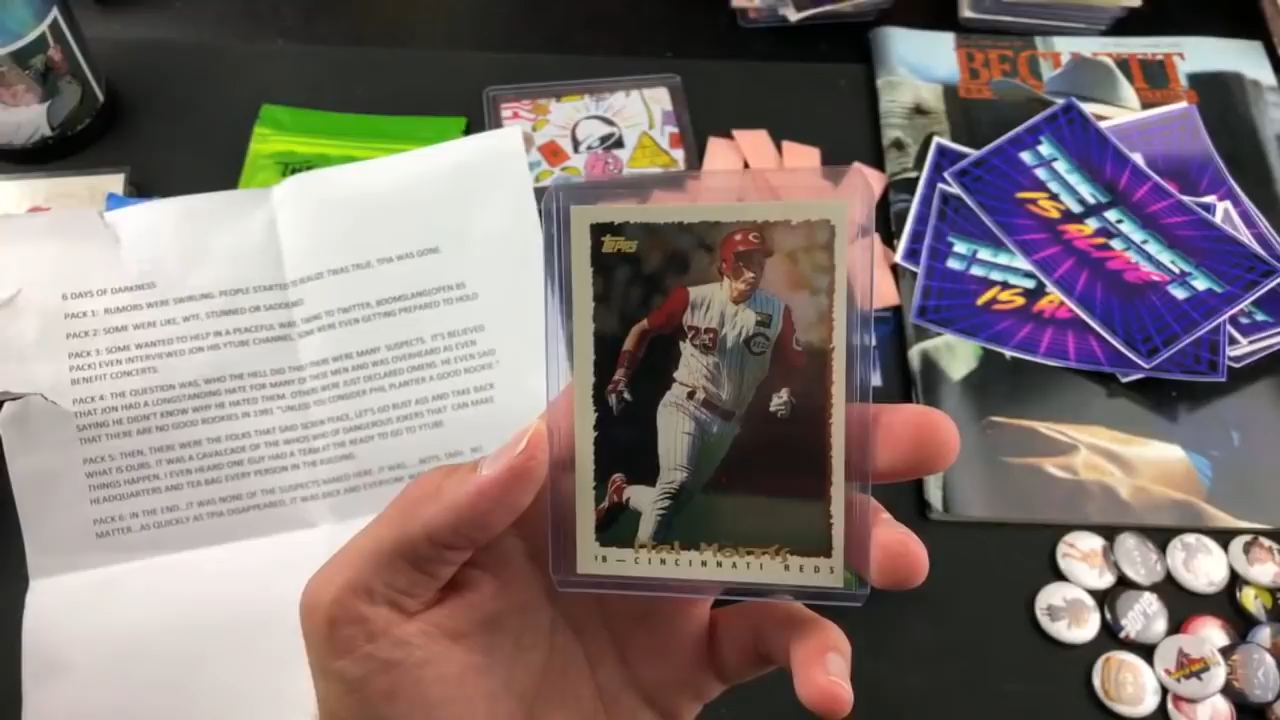 BECKETT
THE
6 DAYS OF DARKNESS
PACK 1: RUMORS WERE SWIRLING. PEOPLE STARTED TO REALIZE TWAS TRUE, TPIA WAS GONE.
PACK 2: SOME WERE LIKE, WTF, STUNNED OR SADDENED
PACK 3: SOME WANTED TO HELP IN A PEACEFUL WAY, TAKING TO TWITTER, BOOMSLANG(OPEN BS
PACK) EVEN INTERVIEWED JON HIS YTUBE CHANNEL, SOME WERE EVEN GETTING PREPARED TO HOLD
BENEFIT CONCERTS.
PACK 4: THE QUESTION WAS, WHO THE HELL DID THIS? THERE WERE MANY SUSPECTS. IT'S BELIEVED
THAT JON HAD A LONGSTANDING HATE FOR MANY OF THESE MEN AND WAS OVERHEARD AS EVEN
SAYING HE DIDN'T KNOW WHY HE HATED THEM. OTHERS WERE JUST DECLARED OMENS. HE EVEN SAID
THAT THERE ARE NO GOOD ROOKIES IN 1991 "UNLESS YOU CONSIDER PHIL PLANTIER A GOOD ROOKIE."
PACK 5: THEN, THERE WERE THE FOLKS THAT SAID SCREW PEACE, LET'S GO BUST ASS AND TAKE BACK
WHAT IS OURS. IT WAS A CAVALCADE OF THE WHO'S WHO OF DANGEROUS JOKERS THAT CAN MAKE
THINGS HAPPEN. I EVEN HEARD ONE GUY HAD A TEAM AT THE READY TO GO TO YTUBE
HEADQUARTERS AND TEA BAG EVERY PERSON IN THE BUILDING.
PACK 6: IN THE END...IT WAS NONE OF THE SUSPECTS NAMED HERE. IT WAS....BOTS. SMH. NO
MATTER...AS QUICKLY AS TPIA DISAPPEARED, IT WAS BACK AND EVERYONE
Topps
23
C
REDS
Hal Morris
1B — CINCINNATI REDS
IS ALIVE